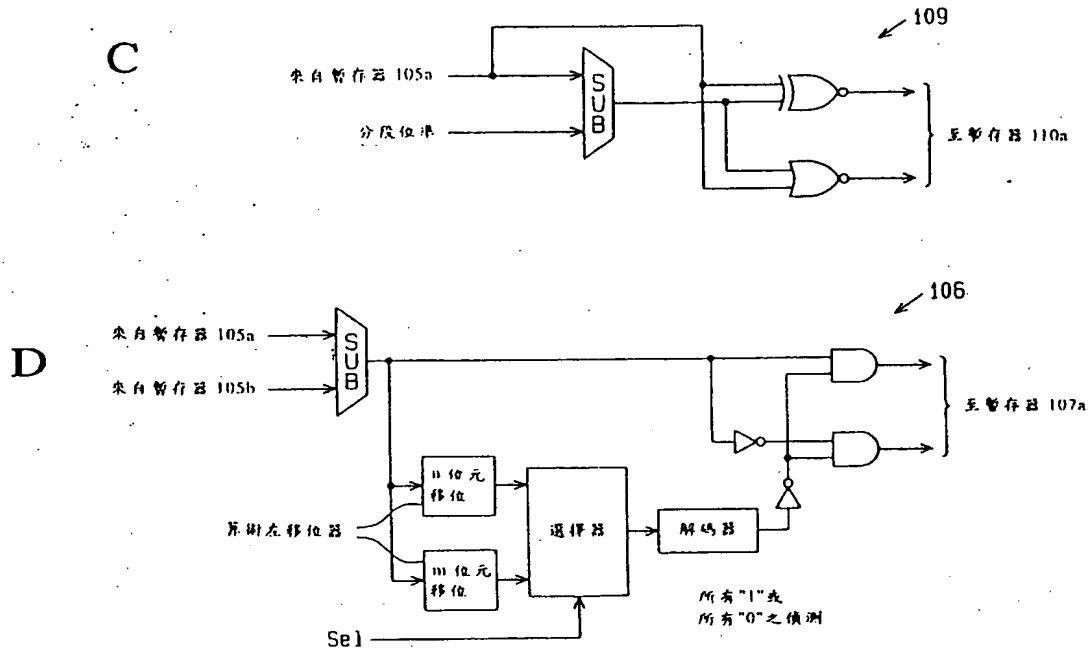 C
109
來自暫存器 105a
分段位準
SUB
至暫存器 110a
D
106
來自暫存器 105a
來自暫存器 105b
SUB
至暫存器 107a
n 位元
移位
算術左移位器
m 位元
移位
選擇器
解碼器
所有"1"或
所有"0"之偵測
Sel